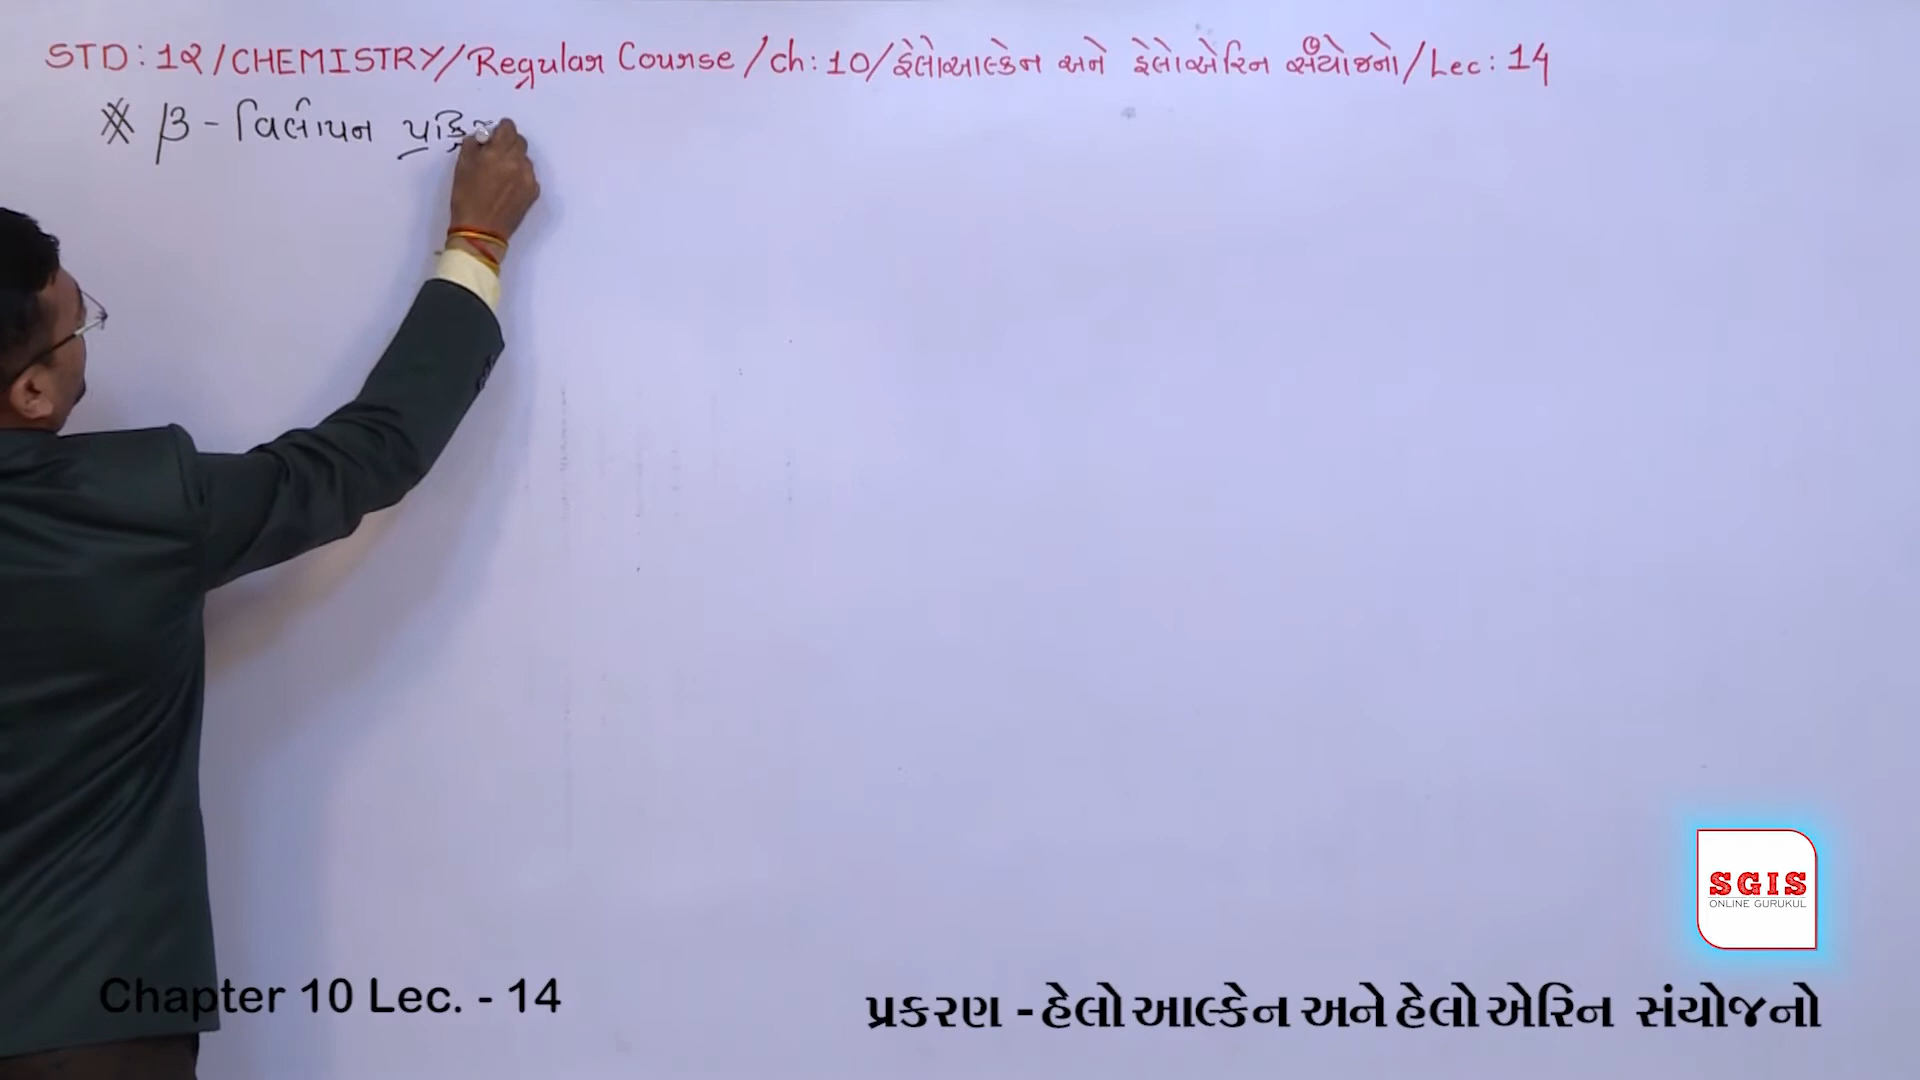 STD : 12 / CHEMISTRY / Regular Course / ch : 10 / હેલોઆલ્કેન અને હેલોએરિન સંયોજનો / Lec : 14
※ β - વિલોપન
SGIS
ONLINE GURUKUL
Chapter 10 Lec. - 14
પ્રકરણ - હેલો આલ્કેન અને હેલો એરિન સંયોજનો